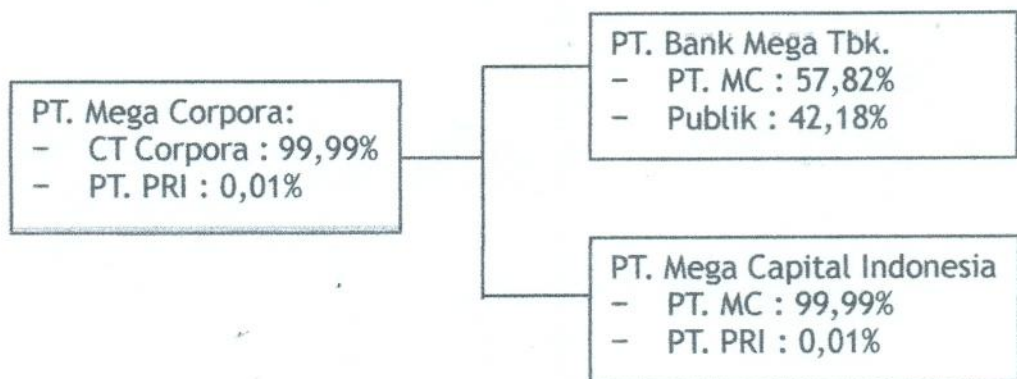 PT. Mega Corpora:
- CT Corpora : 99,99%
- PT. PRI : 0,01%
PT. Bank Mega Tbk.
- PT. MC : 57,82%
- Publik : 42,18%
PT. Mega Capital Indonesia
- PT. MC : 99,99%
- PT. PRI : 0,01%